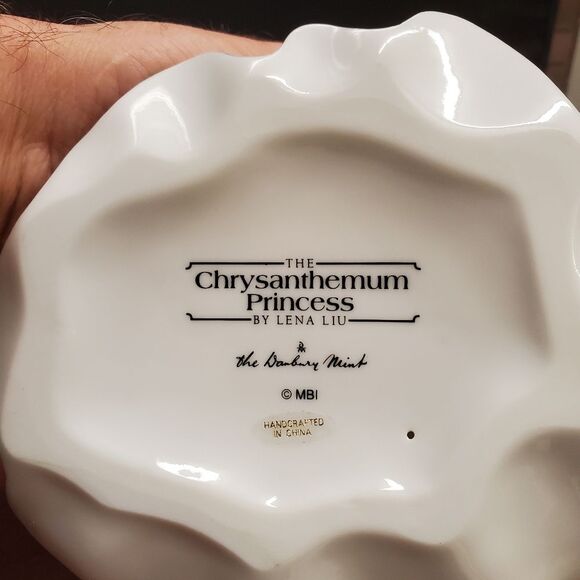 THE
Chrysanthemum
Princess
BY LENA LIU
The Danbury Mint
© MBI
HANDCRAFTED
IN CHINA